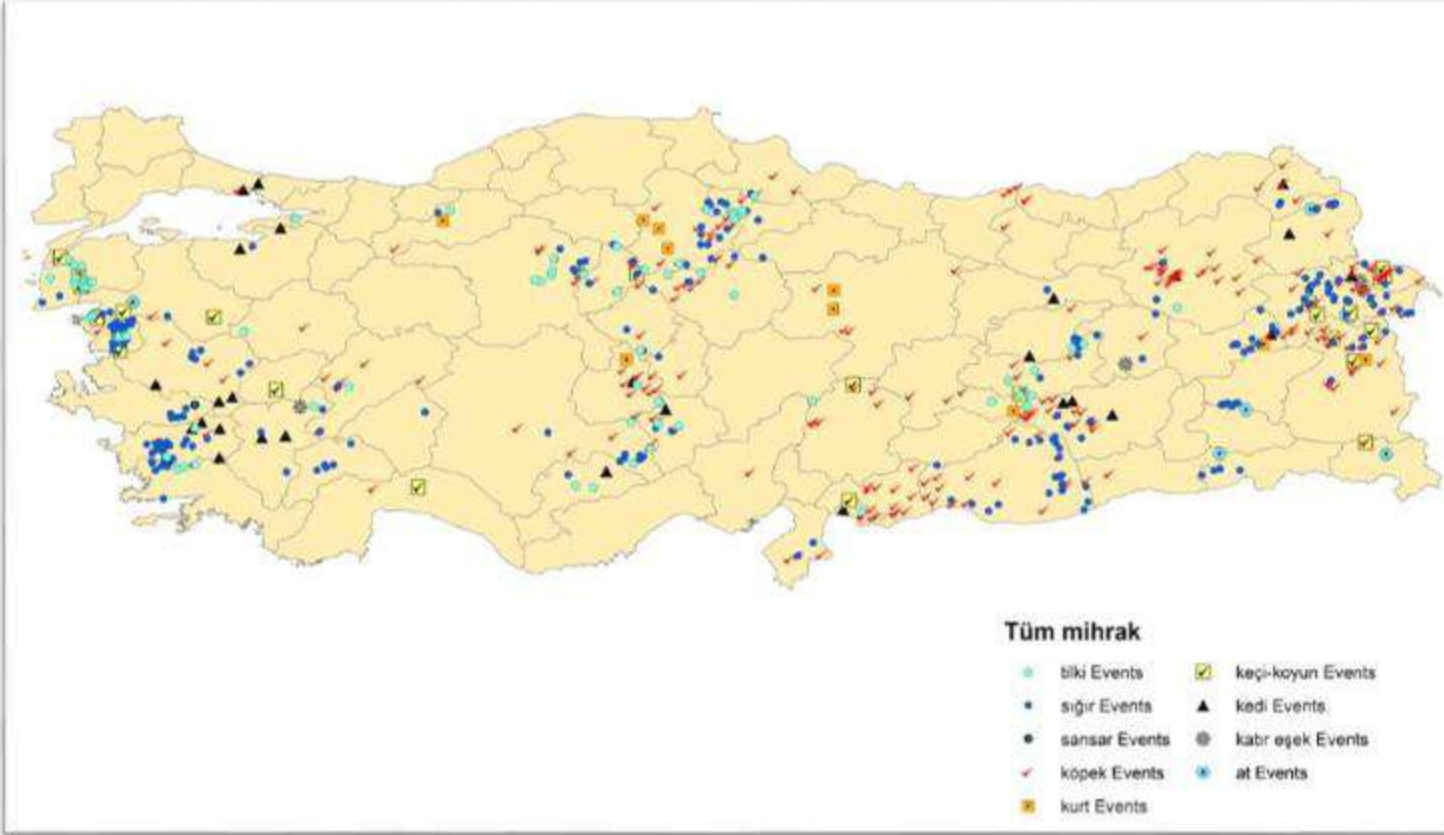 Tüm mihrak
tilki Events
sığır Events
sansar Events
köpek Events
kurt Events
keçi-koyun Events
kedi Events
katır eşek Events
at Events